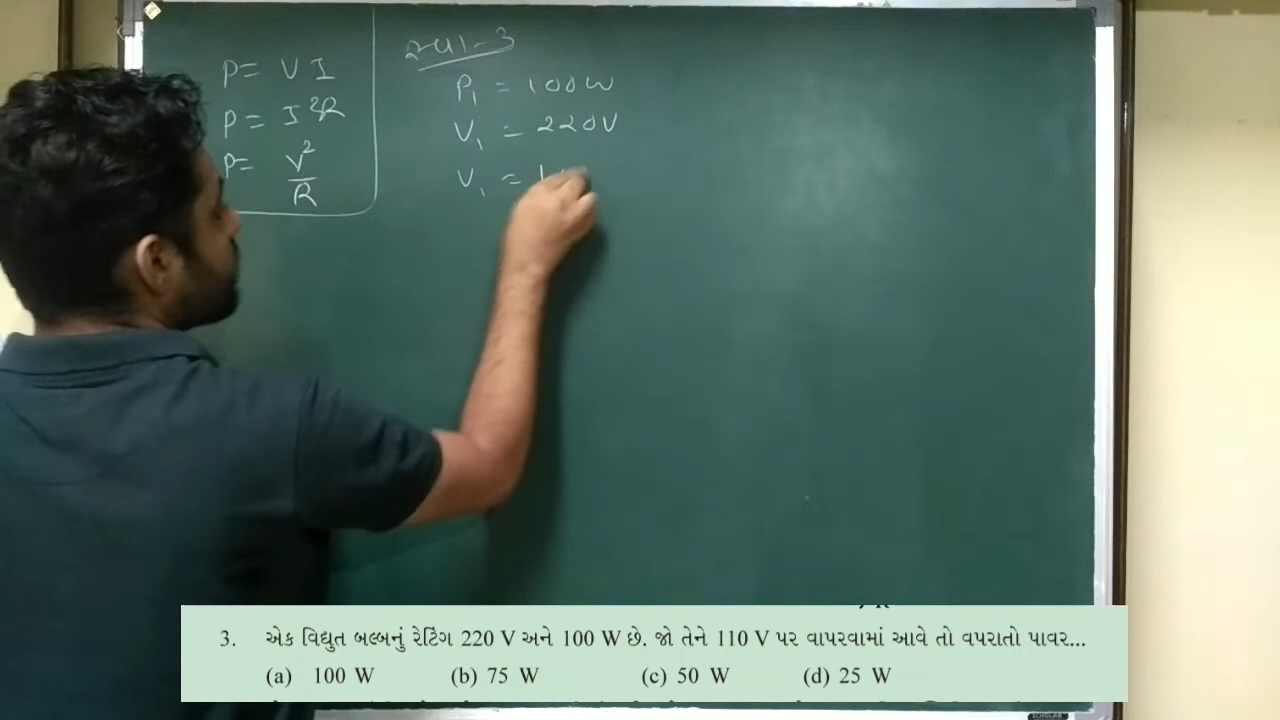 P = V I
P = I²R
P = V²/R
સ્વા-3
P₁ = 100W
V₁ = 220V
V₁ = 11
3. એક વિદ્યુત બલ્બનું રેટિંગ 220 V અને 100 W છે. જો તેને 110 V પર વાપરવામાં આવે તો વપરાતો પાવર...
(a) 100 W (b) 75 W (c) 50 W (d) 25 W